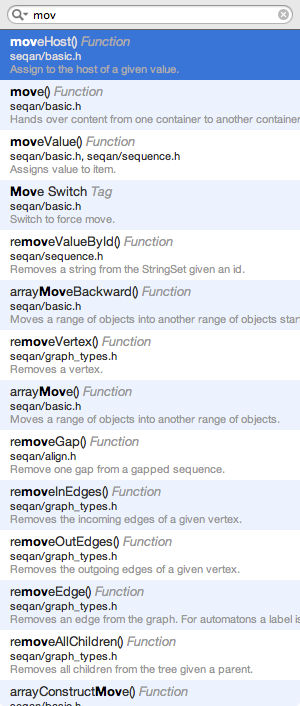 mov
moveHost() Function
seqan/basic.h
Assign to the host of a given value.
move() Function
seqan/basic.h
Hands over content from one container to another container
moveValue() Function
seqan/basic.h, seqan/sequence.h
Assigns value to item.
Move Switch Tag
seqan/basic.h
Switch to force move.
removeValueById() Function
seqan/sequence.h
Removes a string from the StringSet given an id.
arrayMoveBackward() Function
seqan/basic.h
Moves a range of objects into another range of objects star
removeVertex() Function
seqan/graph_types.h
Removes a vertex.
arrayMove() Function
seqan/basic.h
Moves a range of objects into another range of objects.
removeGap() Function
seqan/align.h
Remove one gap from a gapped sequence.
removeInEdges() Function
seqan/graph_types.h
Removes the incoming edges of a given vertex.
removeOutEdges() Function
seqan/graph_types.h
Removes the outgoing edges of a given vertex.
removeEdge() Function
seqan/graph_types.h
Removes an edge from the graph. For automatons a label is
removeAllChildren() Function
seqan/graph_types.h
Removes all children from the tree given a parent.
arrayConstructMove() Function
seqan/basic.h